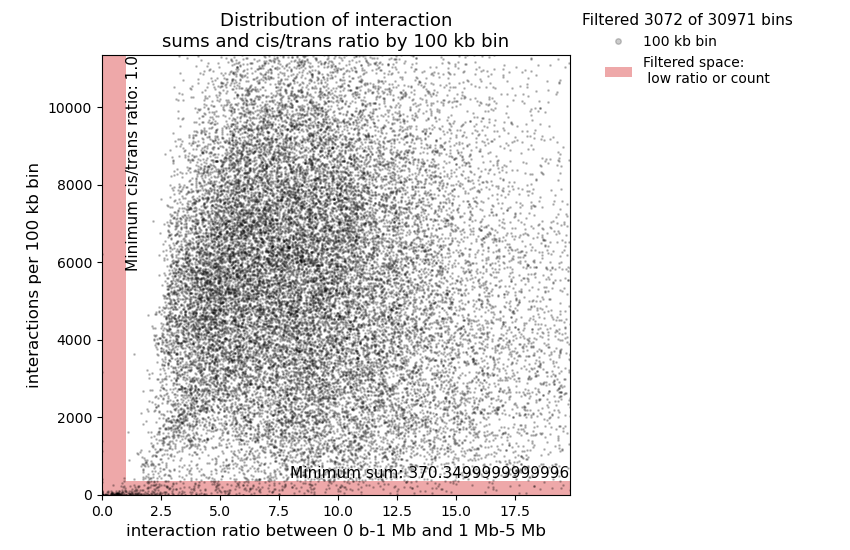 Distribution of interaction
sums and cis/trans ratio by 100 kb bin
Filtered 3072 of 30971 bins
100 kb bin
Filtered space:
low ratio or count
interactions per 100 kb bin
10000
8000
6000
4000
2000
0
Minimum cis/trans ratio: 1.0
Minimum sum: 370.3499999999996
0.0 2.5 5.0 7.5 10.0 12.5 15.0 17.5
interaction ratio between 0 b-1 Mb and 1 Mb-5 Mb